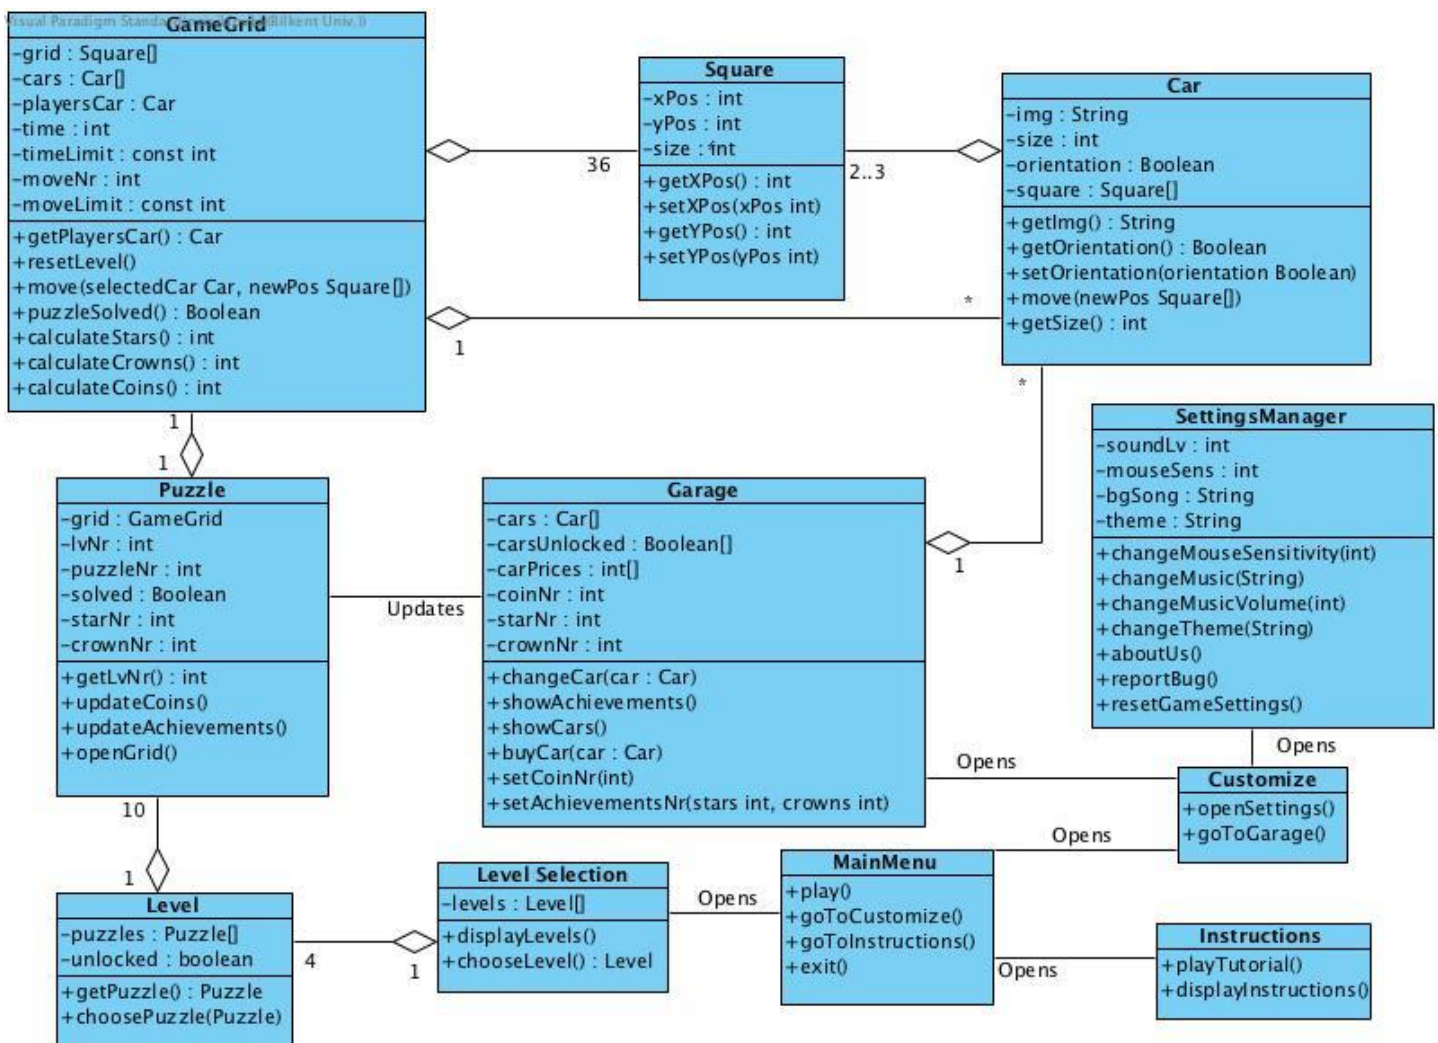 Visual Paradigm Standard (Bilkent Univ.)
GameGrid
-grid : Square[]
-cars : Car[]
-playersCar : Car
-time : int
-timeLimit : const int
-moveNr : int
-moveLimit : const int
+getPlayersCar() : Car
+resetLevel()
+move(selectedCar Car, newPos Square[])
+puzzleSolved() : Boolean
+calculateStars() : int
+calculateCrowns() : int
+calculateCoins() : int
36
Square
-xPos : int
-yPos : int
-size : int
+getXPos() : int
+setXPos(xPos int)
+getYPos() : int
+setYPos(yPos int)
2..3
Car
-img : String
-size : int
-orientation : Boolean
-square : Square[]
+getImg() : String
+getOrientation() : Boolean
+setOrientation(orientation Boolean)
+move(newPos Square[])
+getSize() : int
*
1
*
1
1
Puzzle
-grid : GameGrid
-lvNr : int
-puzzleNr : int
-solved : Boolean
-starNr : int
-crownNr : int
+getLvNr() : int
+updateCoins()
+updateAchievements()
+openGrid()
Updates
Garage
-cars : Car[]
-carsUnlocked : Boolean[]
-carPrices : int[]
-coinNr : int
-starNr : int
-crownNr : int
+changeCar(car : Car)
+showAchievements()
+showCars()
+buyCar(car : Car)
+setCoinNr(int)
+setAchievementsNr(stars int, crowns int)
1
SettingsManager
-soundLv : int
-mouseSens : int
-bgSong : String
-theme : String
+changeMouseSensitivity(int)
+changeMusic(String)
+changeMusicVolume(int)
+changeTheme(String)
+aboutUs()
+reportBug()
+resetGameSettings()
Opens
Opens
Customize
+openSettings()
+goToGarage()
10
1
Level
-puzzles : Puzzle[]
-unlocked : boolean
+getPuzzle() : Puzzle
+choosePuzzle(Puzzle)
4
1
Level Selection
-levels : Level[]
+displayLevels()
+chooseLevel() : Level
Opens
MainMenu
+play()
+goToCustomize()
+goToInstructions()
+exit()
Opens
Opens
Instructions
+playTutorial()
+displayInstructions()